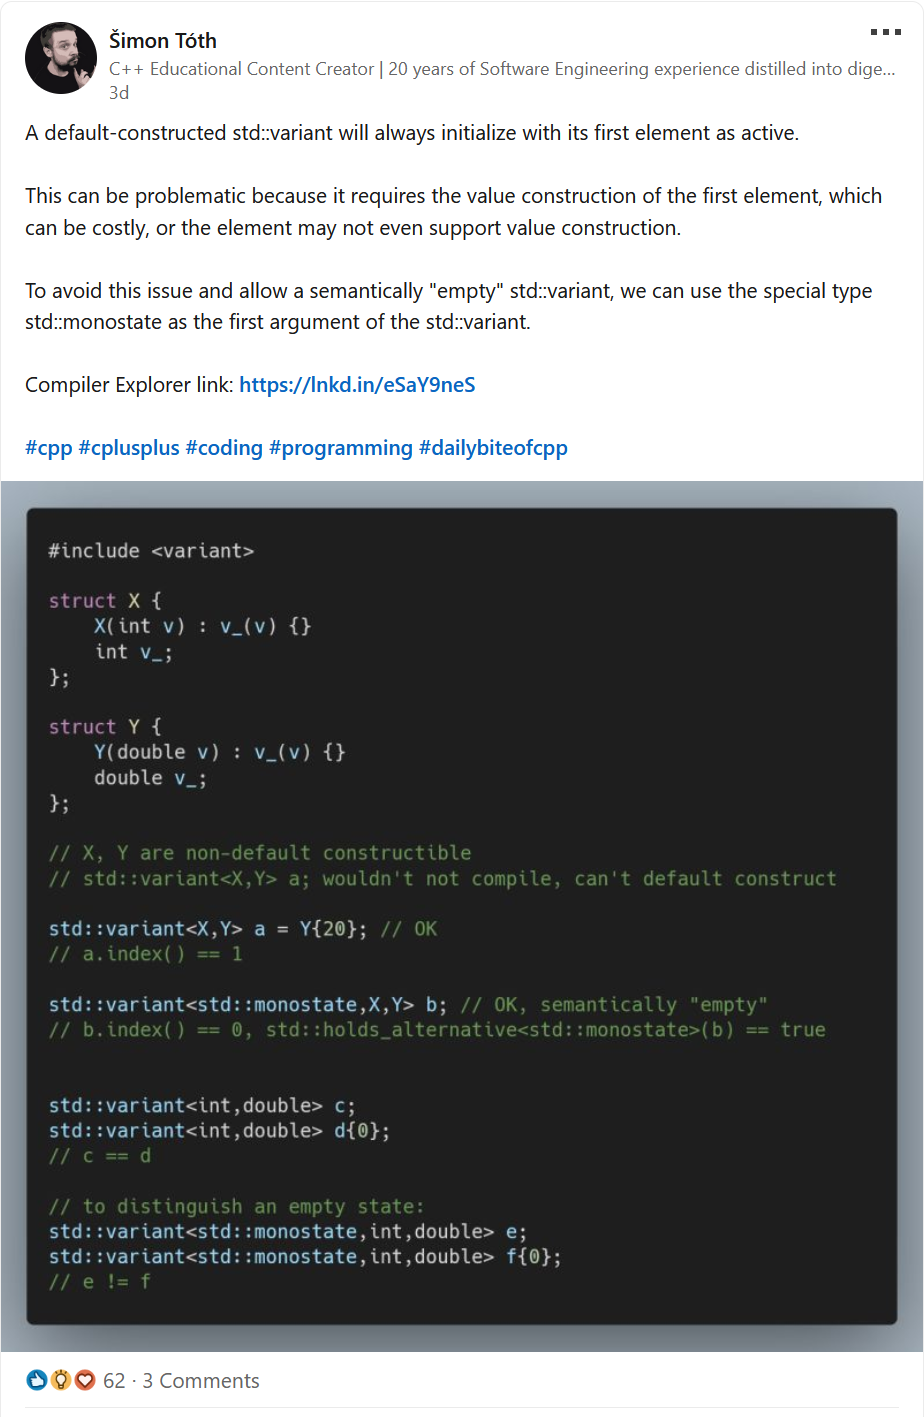 Šimon Tóth
C++ Educational Content Creator | 20 years of Software Engineering experience distilled into dige...
3d
A default-constructed std::variant will always initialize with its first element as active.
This can be problematic because it requires the value construction of the first element, which
can be costly, or the element may not even support value construction.
To avoid this issue and allow a semantically "empty" std::variant, we can use the special type
std::monostate as the first argument of the std::variant.
Compiler Explorer link: https://lnkd.in/eSaY9neS
#cpp #cplusplus #coding #programming #dailybiteofcpp
#include <variant>
struct X {
    X(int v) : v_(v) {}
    int v_;
};
struct Y {
    Y(double v) : v_(v) {}
    double v_;
};
// X, Y are non-default constructible
// std::variant<X,Y> a; wouldn't not compile, can't default construct
std::variant<X,Y> a = Y{20}; // OK
// a.index() == 1
std::variant<std::monostate,X,Y> b; // OK, semantically "empty"
// b.index() == 0, std::holds_alternative<std::monostate>(b) == true
std::variant<int,double> c;
std::variant<int,double> d{0};
// c == d
// to distinguish an empty state:
std::variant<std::monostate,int,double> e;
std::variant<std::monostate,int,double> f{0};
// e != f
62 · 3 Comments